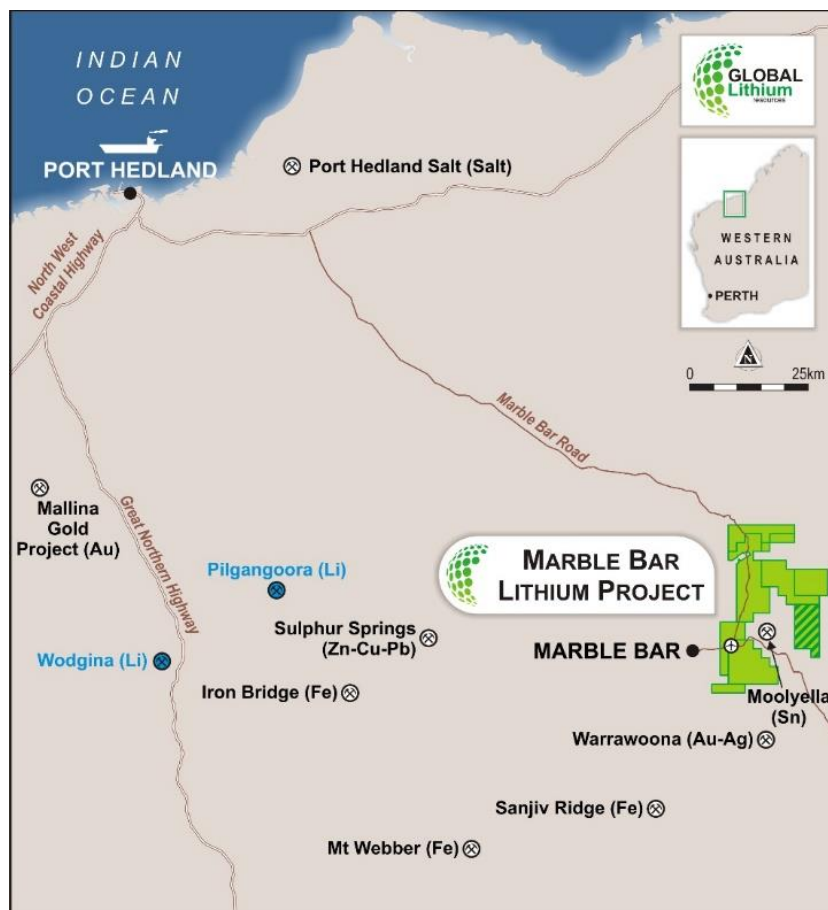 INDIAN
OCEAN
PORT HEDLAND
Port Hedland Salt (Salt)
GLOBAL
Lithium
RESOURCES
WESTERN
AUSTRALIA
PERTH
N
0 25km
North West
Coastal Highway
Marble Bar Road
Great Northern Highway
Mallina
Gold
Project (Au)
Pilgangoora (Li)
MARBLE BAR
LITHIUM PROJECT
Sulphur Springs
(Zn-Cu-Pb)
MARBLE BAR
Wodgina (Li)
Iron Bridge (Fe)
Moolyella
(Sn)
Warrawoona (Au-Ag)
Sanjiv Ridge (Fe)
Mt Webber (Fe)